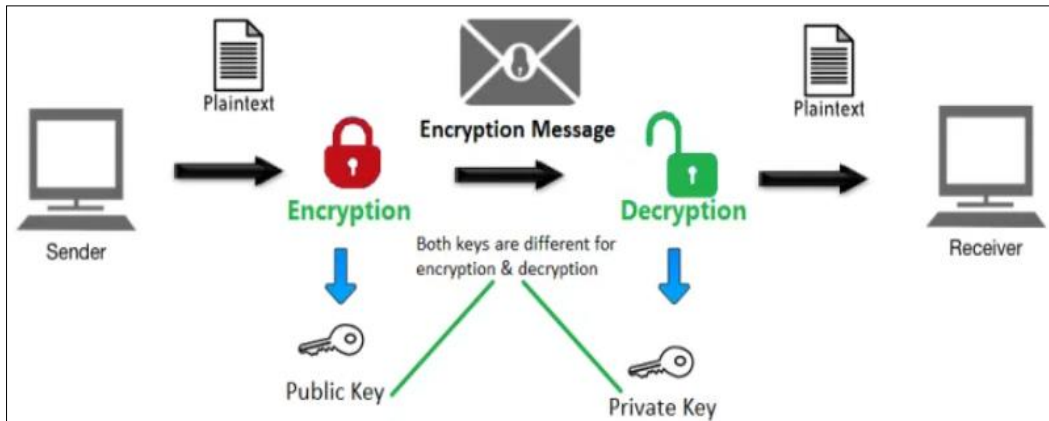 Plaintext
Plaintext
Encryption Message
Encryption
Decryption
Sender
Receiver
Both keys are different for
encryption & decryption
Public Key
Private Key